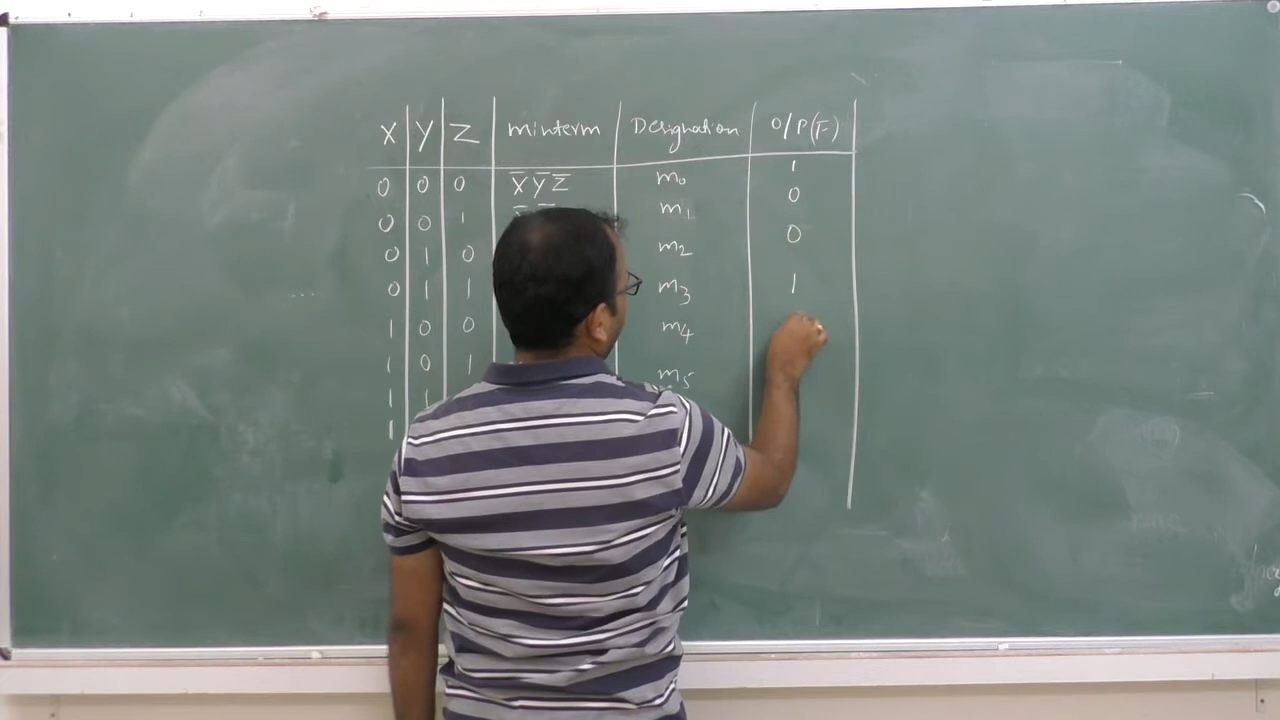 X Y Z minterm Designation O/P(F)
0 0 0 X̅ Y̅ Z̅ m₀ 1
0 0 1 m₁ 0
0 1 0 m₂ 0
0 1 1 m₃ 1
1 0 0 m₄
1 0 1 m₅
1 1
1